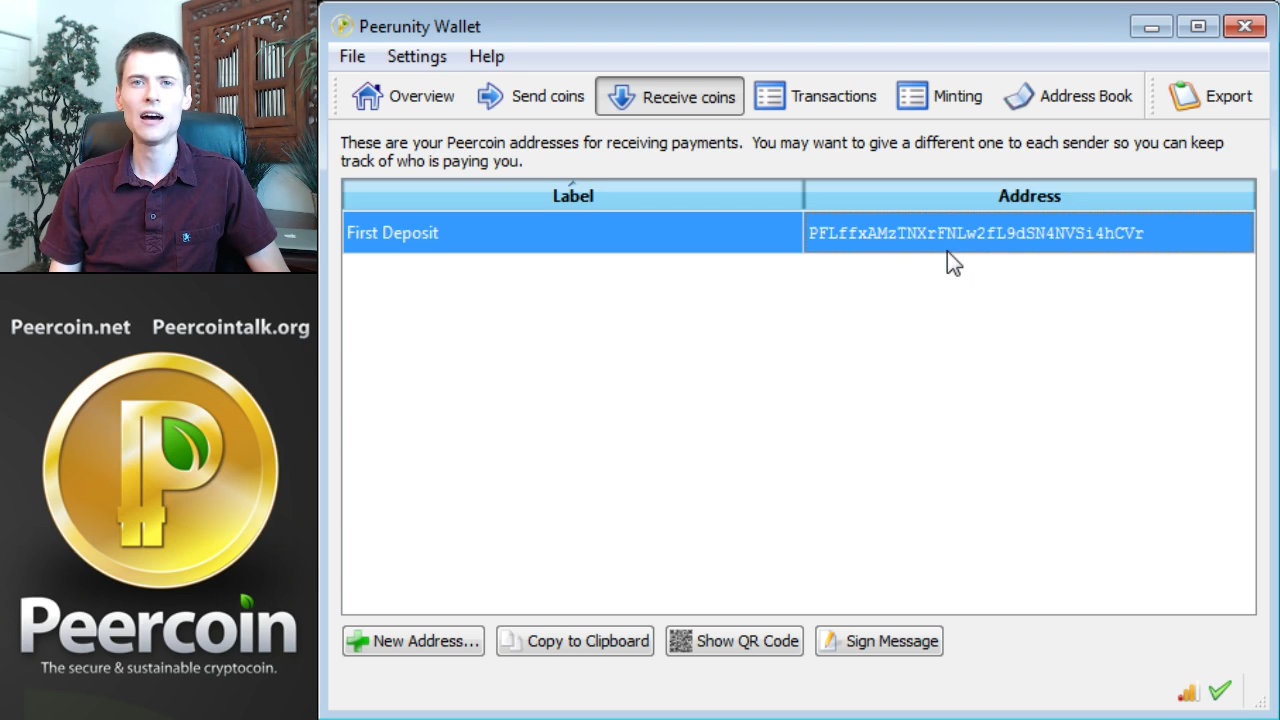 Peerunity Wallet
File Settings Help
Overview Send coins Receive coins Transactions Minting Address Book Export
These are your Peercoin addresses for receiving payments. You may want to give a different one to each sender so you can keep
track of who is paying you.
Label Address
First Deposit PFLffxAMzTNXrFNLw2fL9dSN4NVSi4hCVr
New Address... Copy to Clipboard Show QR Code Sign Message
Peercoin.net Peercointalk.org
Peercoin
The secure & sustainable cryptocoin.